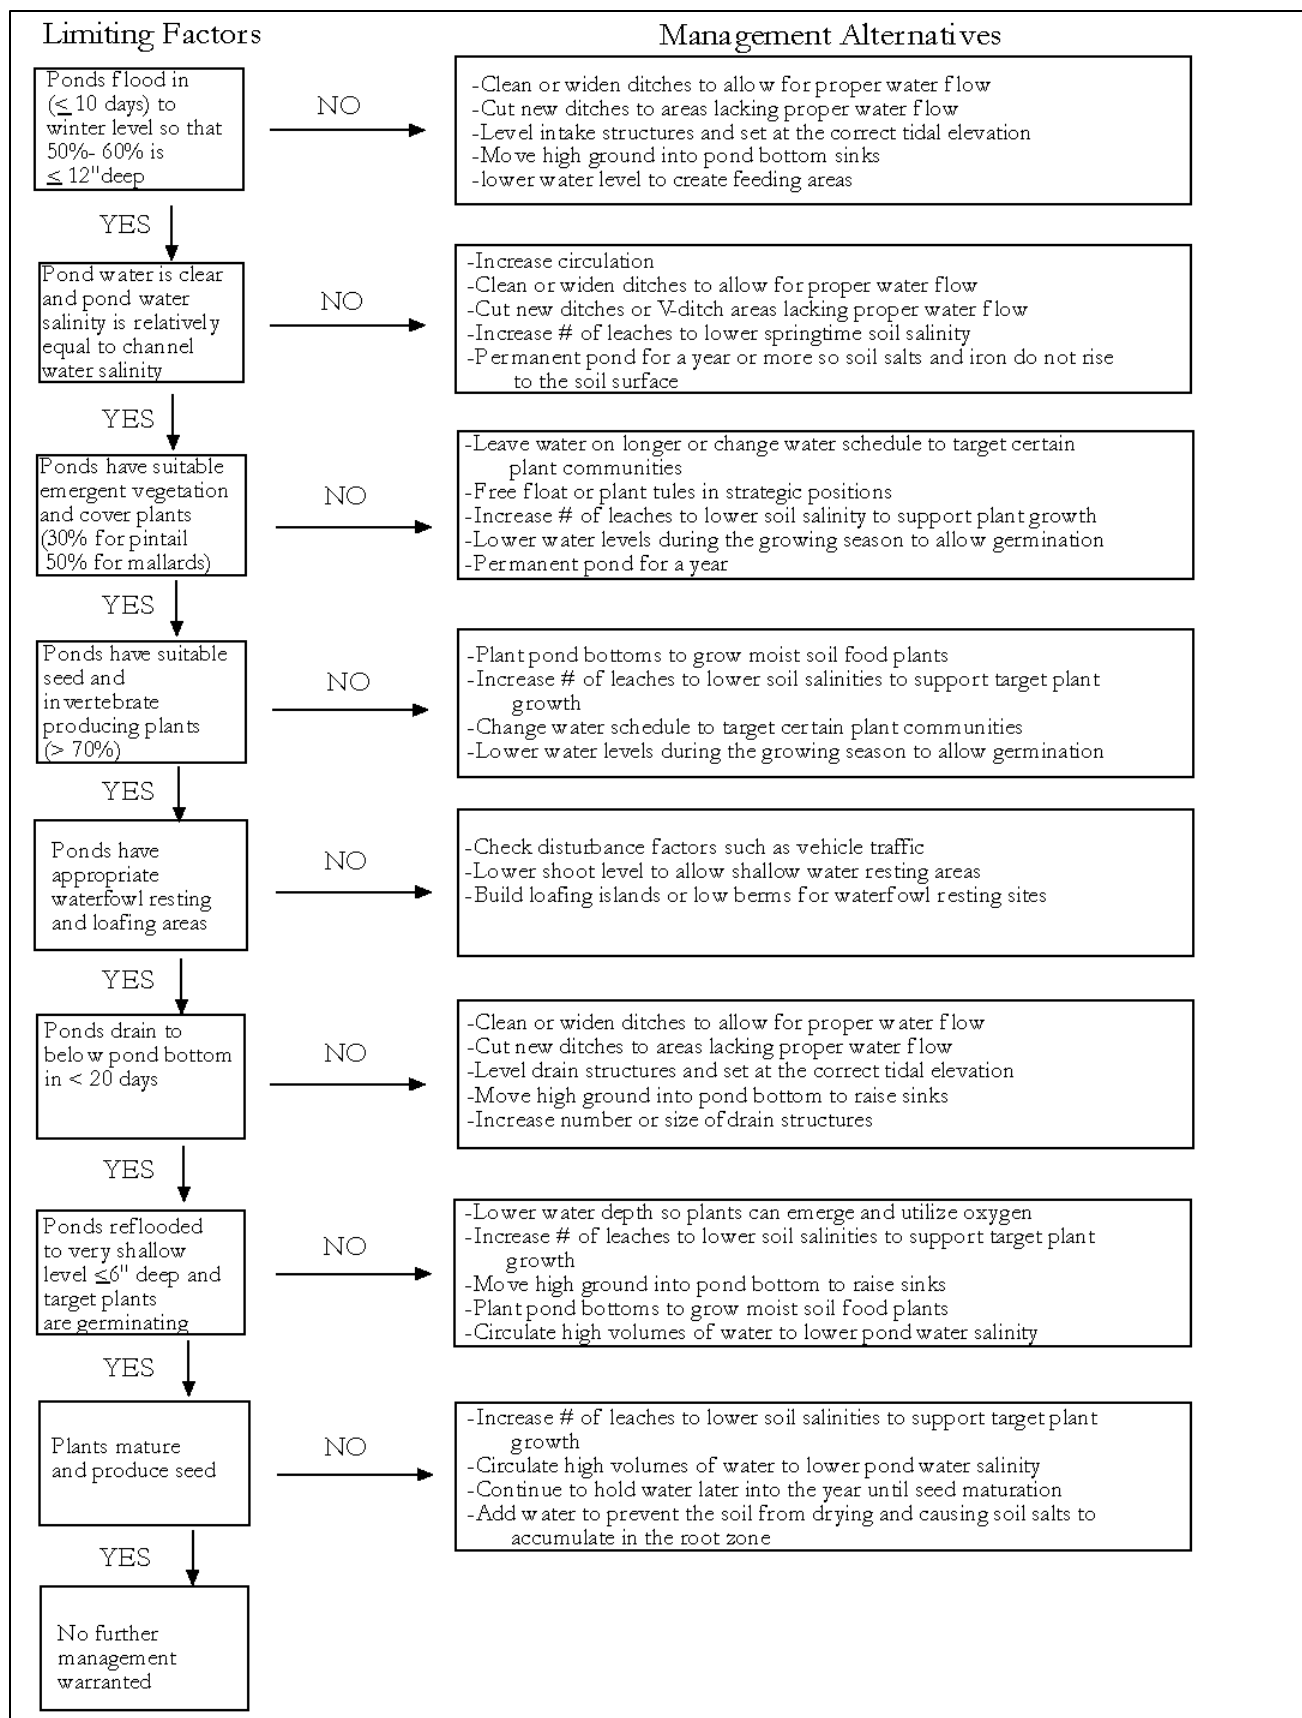 Limiting Factors
Management Alternatives
Ponds flood in
(≤ 10 days) to
winter level so that
50%- 60% is
≤ 12" deep
NO
-Clean or widen ditches to allow for proper water flow
-Cut new ditches to areas lacking proper water flow
-Level intake structures and set at the correct tidal elevation
-Move high ground into pond bottom sinks
-lower water level to create feeding areas
YES
Pond water is clear
and pond water
salinity is relatively
equal to channel
water salinity
NO
-Increase circulation
-Clean or widen ditches to allow for proper water flow
-Cut new ditches or V-ditch areas lacking proper water flow
-Increase # of leaches to lower springtime soil salinity
-Permanent pond for a year or more so soil salts and iron do not rise
to the soil surface
YES
Ponds have suitable
emergent vegetation
and cover plants
(30% for pintail
50% for mallards)
NO
-Leave water on longer or change water schedule to target certain
plant communities
-Free float or plant tules in strategic positions
-Increase # of leaches to lower soil salinity to support plant growth
-Lower water levels during the growing season to allow germination
-Permanent pond for a year
YES
Ponds have suitable
seed and
invertebrate
producing plants
(> 70%)
NO
-Plant pond bottoms to grow moist soil food plants
-Increase # of leaches to lower soil salinities to support target plant
growth
-Change water schedule to target certain plant communities
-Lower water levels during the growing season to allow germination
YES
Ponds have
appropriate
waterfowl resting
and loafing areas
NO
-Check disturbance factors such as vehicle traffic
-Lower shoot level to allow shallow water resting areas
-Build loafing islands or low berms for waterfowl resting sites
YES
Ponds drain to
below pond bottom
in < 20 days
NO
-Clean or widen ditches to allow for proper water flow
-Cut new ditches to areas lacking proper water flow
-Level drain structures and set at the correct tidal elevation
-Move high ground into pond bottom to raise sinks
-Increase number or size of drain structures
YES
Ponds reflooded
to very shallow
level ≤6" deep and
target plants
are germinating
NO
-Lower water depth so plants can emerge and utilize oxygen
-Increase # of leaches to lower soil salinities to support target plant
growth
-Move high ground into pond bottom to raise sinks
-Plant pond bottoms to grow moist soil food plants
-Circulate high volumes of water to lower pond water salinity
YES
Plants mature
and produce seed
NO
-Increase # of leaches to lower soil salinities to support target plant
growth
-Circulate high volumes of water to lower pond water salinity
-Continue to hold water later into the year until seed maturation
-Add water to prevent the soil from drying and causing soil salts to
accumulate in the root zone
YES
No further
management
warranted